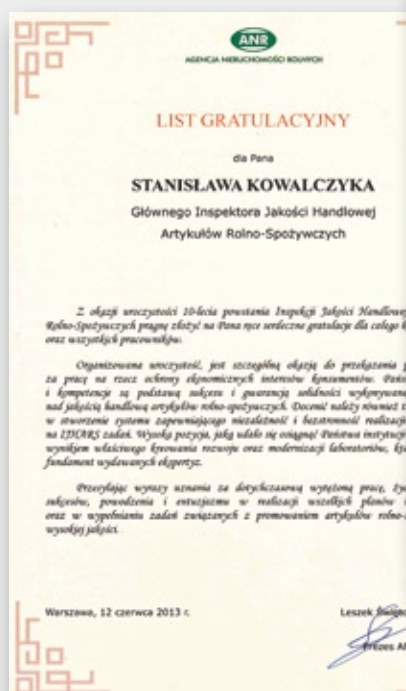 ANR
AGENCJA NIERUCHOMOŚCI ROLNYCH
LIST GRATULACYJNY
dla Pana
STANISŁAWA KOWALCZYKA
Głównego Inspektora Jakości Handlowej
Artykułów Rolno-Spożywczych
Z okazji uroczystości 10-lecia powstania Inspekcji Jakości Handlowej
Rolno-Spożywczych pragnę złożyć na Pana ręce serdeczne gratulacje dla całego
oraz wszystkich pracowników.
Organizowana uroczystość, jest szczególną okazją do przekazania
za pracę na rzecz ochrony ekonomicznych interesów konsumentów.
i kompetencje są podstawą sukcesu i gwarancją solidności
nad jakością handlową artykułów rolno-spożywczych. Docenić należy również
w stworzenie systemu zapewniającego niezależność i bezstronność
na IJHARS zadań. Wysoka pozycja, jaką udało się osiągnąć Państwa
wynikiem właściwego kreowania rozwoju oraz modernizacji laboratoriów,
fundament wydawanych ekspertyz.
Przesyłając wyrazy uznania za dotychczasową wytężoną pracę,
sukcesów, powodzenia i entuzjazmu w realizacji wszelkich planów
oraz w wypełnianiu zadań związanych z promowaniem artykułów
wysokiej jakości.
Warszawa, 12 czerwca 2013 r.
Leszek
Prezes